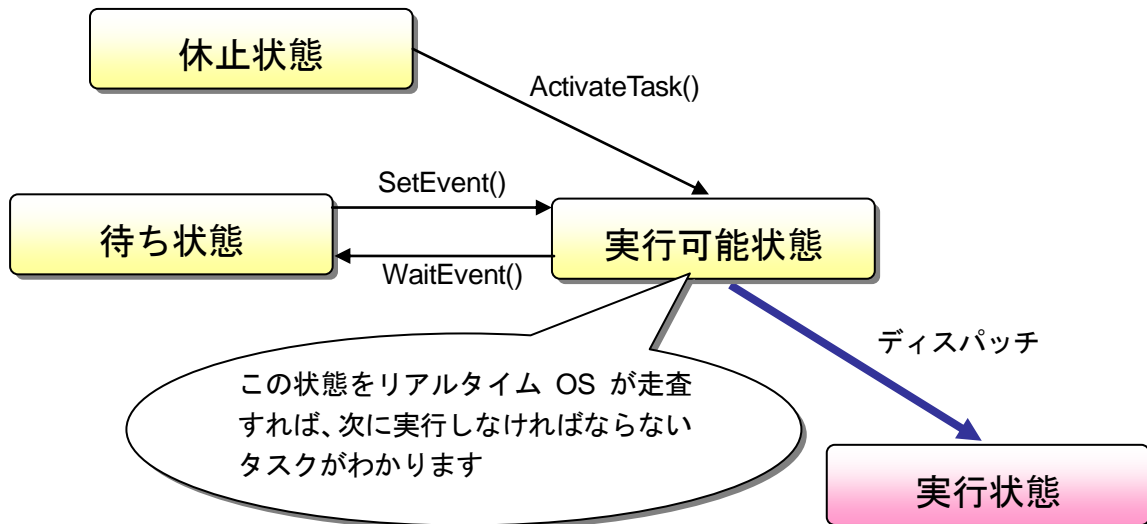 休止状態
ActivateTask()
SetEvent()
待ち状態
実行可能状態
WaitEvent()
ディスパッチ
この状態をリアルタイム OS が走査
すれば、次に実行しなければならない
タスクがわかります
実行状態